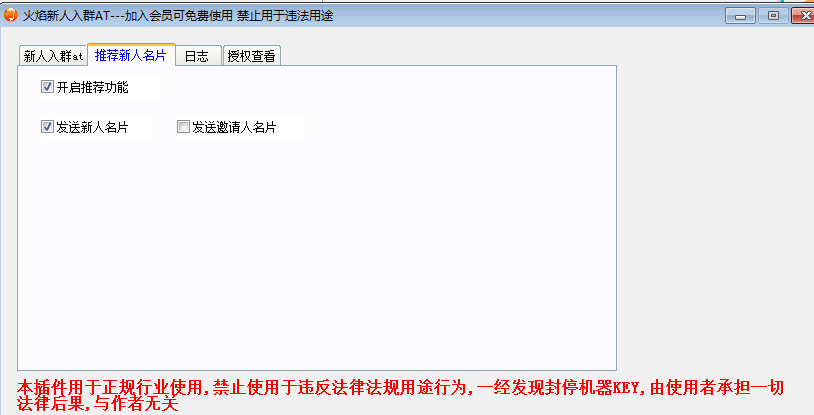 火焰新人入群AT---加入会员可免费使用 禁止用于违法用途
新人入群at 推荐新人名片 日志 授权查看
开启推荐功能
发送新人名片 发送邀请人名片
本插件用于正规行业使用,禁止使用于违反法律法规用途行为,一经发现封停机器KEY,由使用者承担一切
法律后果,与作者无关